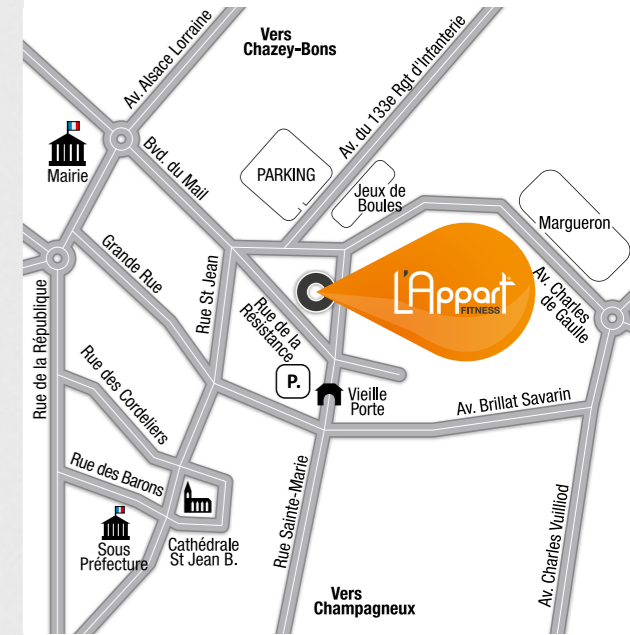 Vers
Chazey-Bons
Av. Alsace Lorraine
Av. du 133e Rgt d'Infanterie
Mairie
Bvd. du Mail
PARKING
Jeux de
Boules
Margueron
Grande Rue
Rue St Jean
L'Appart
FITNESS
Av. Charles
de Gaulle
Rue de la République
Rue de la
Résistance
P.
Vieille
Porte
Av. Brillat Savarin
Rue des Cordeliers
Rue des Barons
Sous
Préfecture
Cathédrale
St Jean B.
Rue Sainte-Marie
Av. Charles Vuilliod
Vers
Champagneux